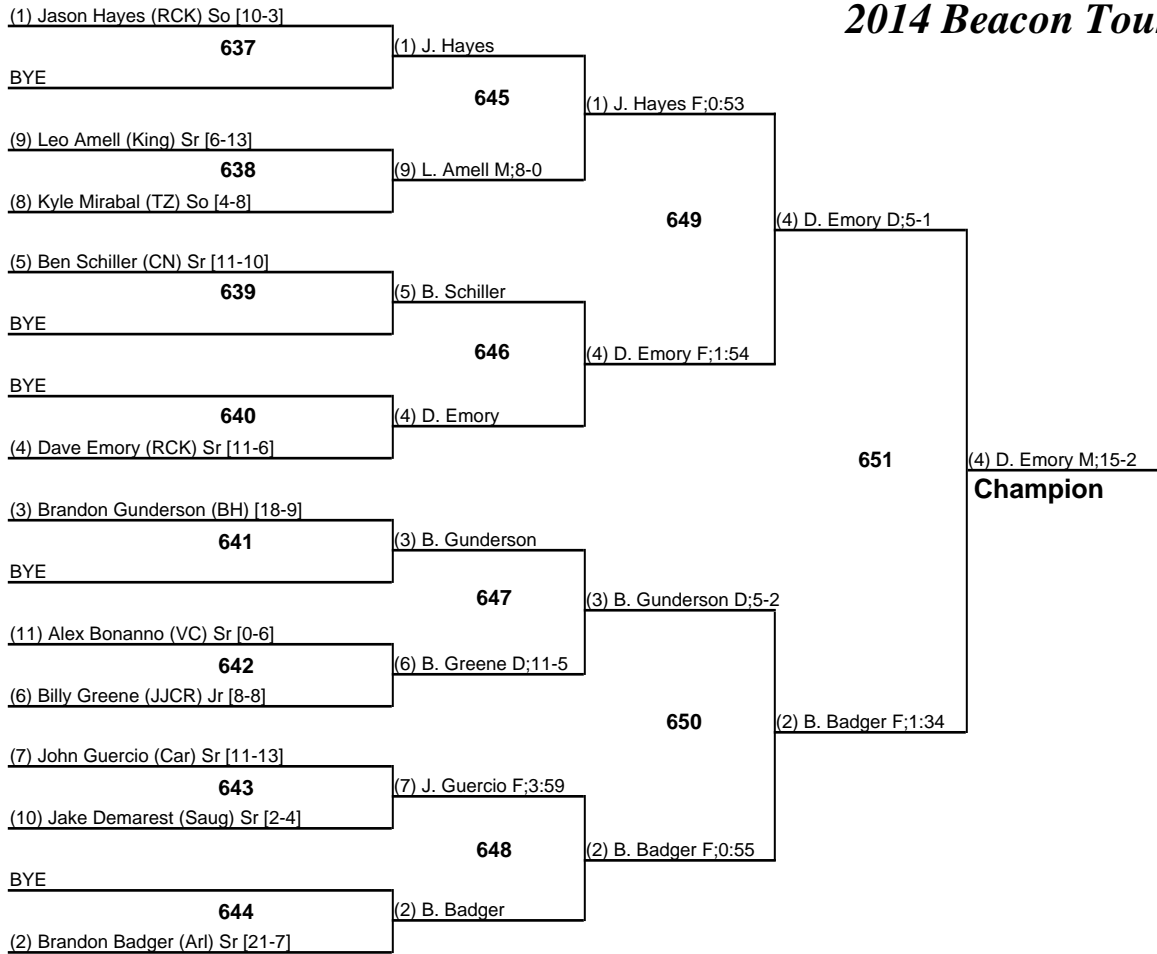 2014 Beacon
(1) Jason Hayes (RCK) So [10-3]
637
BYE
(1) J. Hayes
645
(9) Leo Amell (King) Sr [6-13]
638
(8) Kyle Mirabal (TZ) So [4-8]
(9) L. Amell M;8-0
(1) J. Hayes F;0:53
649
(5) Ben Schiller (CN) Sr [11-10]
639
BYE
(5) B. Schiller
646
BYE
640
(4) Dave Emory (RCK) Sr [11-6]
(4) D. Emory
(4) D. Emory F;1:54
(4) D. Emory D;5-1
651
(3) Brandon Gunderson (BH) [18-9]
641
BYE
(3) B. Gunderson
647
(11) Alex Bonanno (VC) Sr [0-6]
642
(6) Billy Greene (JJCR) Jr [8-8]
(6) B. Greene D;11-5
(3) B. Gunderson D;5-2
650
(7) John Guercio (Car) Sr [11-13]
643
(10) Jake Demarest (Saug) Sr [2-4]
(7) J. Guercio F;3:59
648
BYE
644
(2) Brandon Badger (Arl) Sr [21-7]
(2) B. Badger
(2) B. Badger F;0:55
(2) B. Badger F;1:34
(4) D. Emory M;15-2
Champion